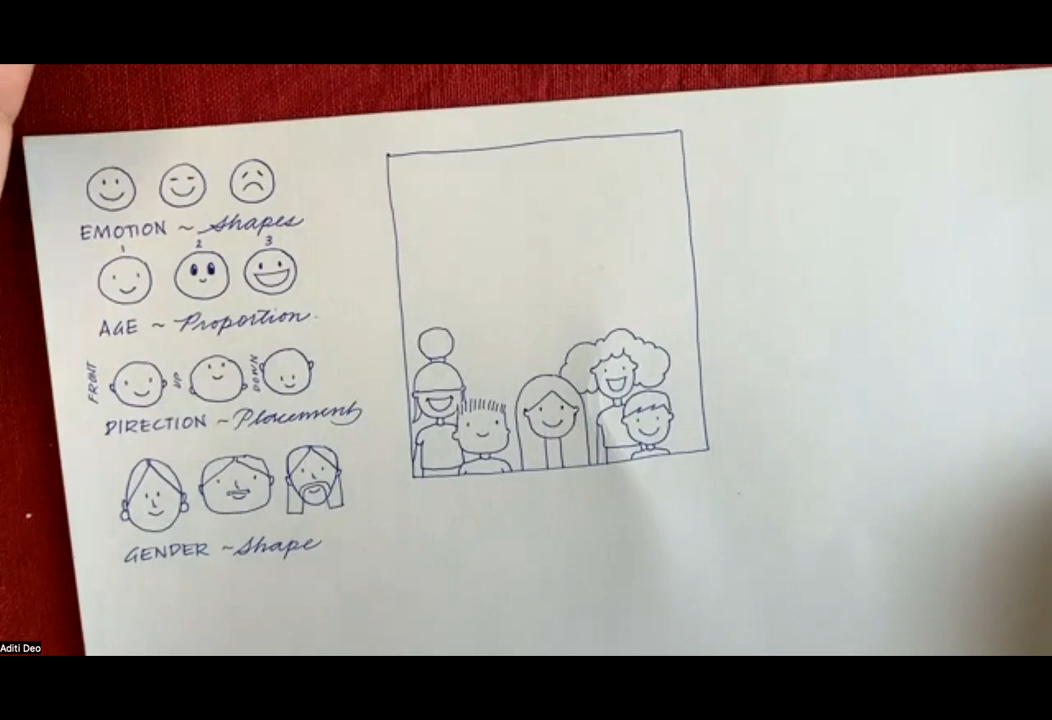 EMOTION ~ Shapes
1 2 3
AGE ~ Proportion.
FRONT UP DOWN
DIRECTION ~ Placement
GENDER ~ Shape
Aditi Deo